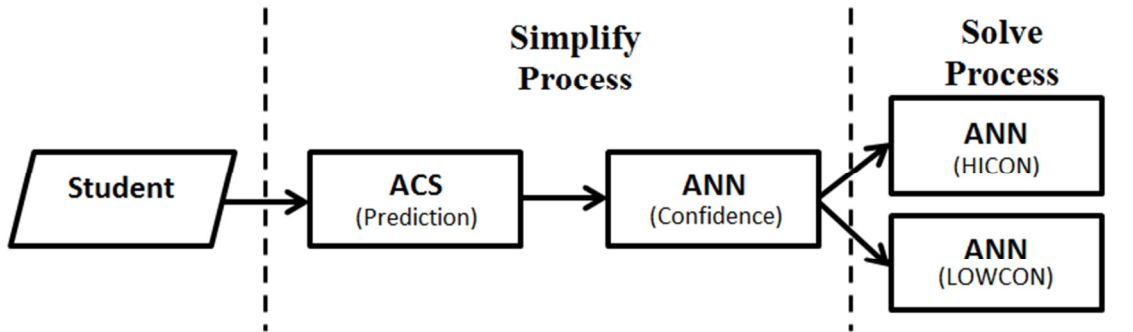 Simplify
Process
Solve
Process
Student
ACS
(Prediction)
ANN
(Confidence)
ANN
(HICON)
ANN
(LOWCON)